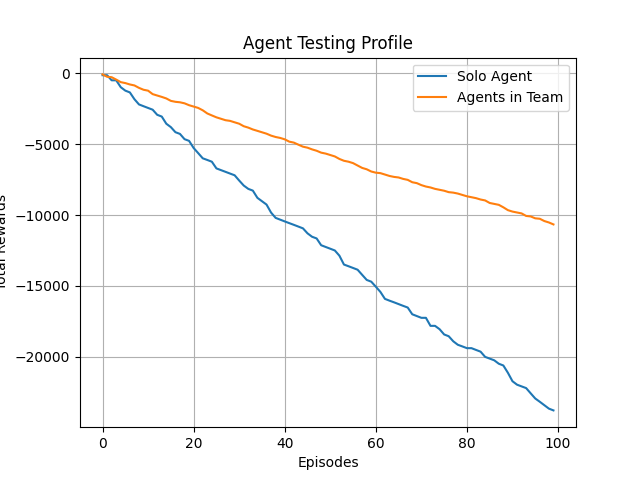 Agent Testing Profile
Solo Agent
Agents in Team
0
−5000
−10000
−15000
−20000
Total Rewards
0 20 40 60 80 100
Episodes